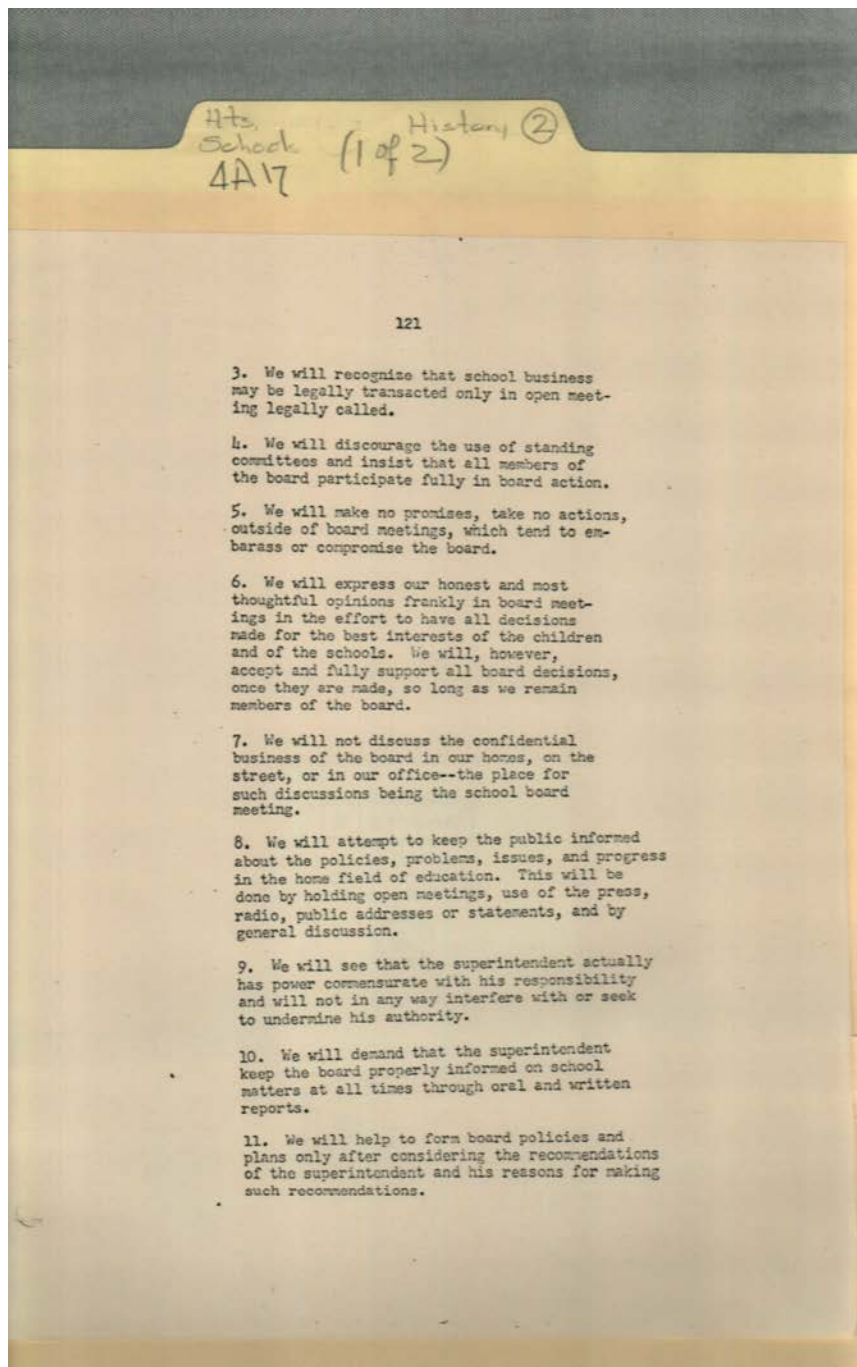 Hts. History ②
School (1 of 2)
4A17
121
3. We will recognize that school business
may be legally transacted only in open meet-
ing legally called.
4. We will discourage the use of standing
committees and insist that all members of
the board participate fully in board action.
5. We will make no promises, take no actions,
outside of board meetings, which tend to em-
barass or compromise the board.
6. We will express our honest and most
thoughtful opinions frankly in board meet-
ings in the effort to have all decisions
made for the best interests of the children
and of the schools. We will, however,
accept and fully support all board decisions,
once they are made, so long as we remain
members of the board.
7. We will not discuss the confidential
business of the board in our homes, on the
street, or in our office--the place for
such discussions being the school board
meeting.
8. We will attempt to keep the public informed
about the policies, problems, issues, and progress
in the home field of education. This will be
done by holding open meetings, use of the press,
radio, public addresses or statements, and by
general discussion.
9. We will see that the superintendent actually
has power commensurate with his responsibility
and will not in any way interfere with or seek
to undermine his authority.
10. We will demand that the superintendent
keep the board properly informed on school
matters at all times through oral and written
reports.
11. We will help to form board policies and
plans only after considering the recommendations
of the superintendent and his reasons for making
such recommendations.